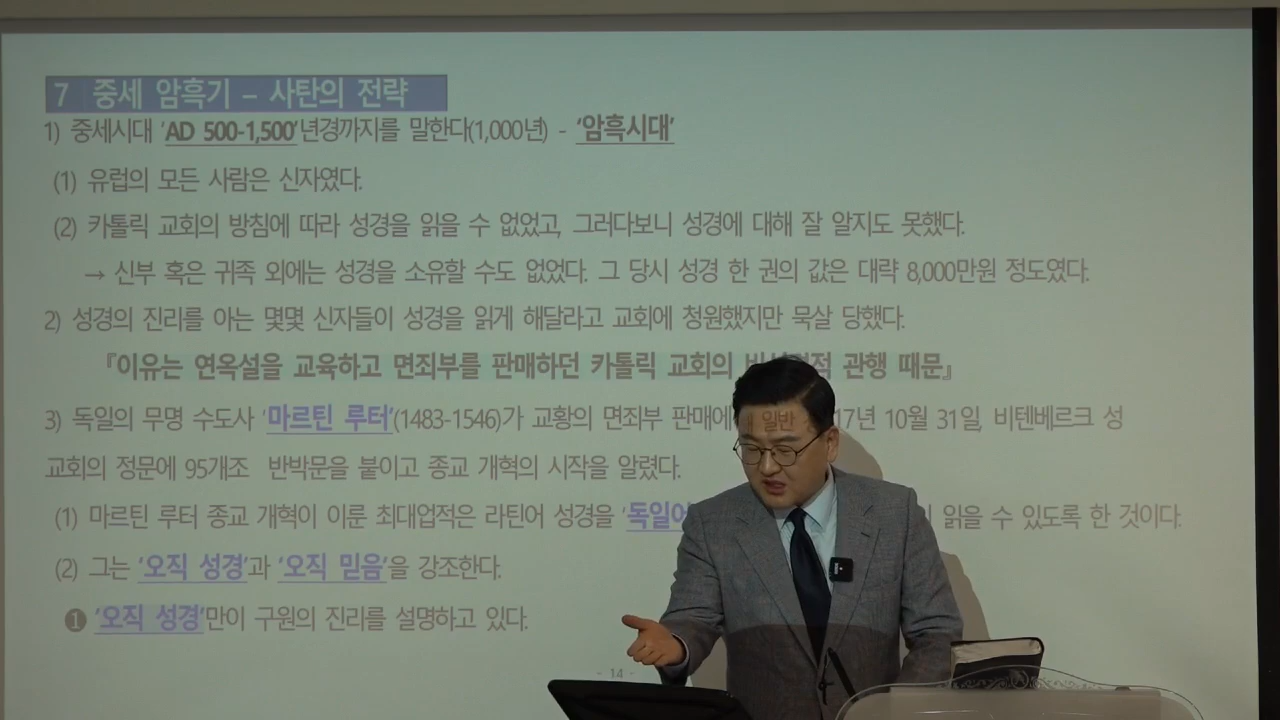 7 중세 암흑기 – 사탄의 전략
1) 중세시대 'AD 500-1,500'년경까지를 말한다(1,000년) - '암흑시대'
(1) 유럽의 모든 사람은 신자였다.
(2) 카톨릭 교회의 방침에 따라 성경을 읽을 수 없었고, 그러다보니 성경에 대해 잘 알지도 못했다.
→ 신부 혹은 귀족 외에는 성경을 소유할 수도 없었다. 그 당시 성경 한 권의 값은 대략 8,000만원 정도였다.
2) 성경의 진리를 아는 몇몇 신자들이 성경을 읽게 해달라고 교회에 청원했지만 묵살 당했다.
『이유는 연옥설을 교육하고 면죄부를 판매하던 카톨릭 교회의 관행 때문』
3) 독일의 무명 수도사 '마르틴 루터'(1483-1546)가 교황의 면죄부 판매에 일반 17년 10월 31일, 비텐베르크 성
교회의 정문에 95개조 반박문을 붙이고 종교 개혁의 시작을 알렸다.
(1) 마르틴 루터 종교 개혁이 이룬 최대업적은 라틴어 성경을 '독일어 읽을 수 있도록 한 것이다.
(2) 그는 '오직 성경'과 '오직 믿음'을 강조한다.
❶ '오직 성경'만이 구원의 진리를 설명하고 있다.
- 14 -